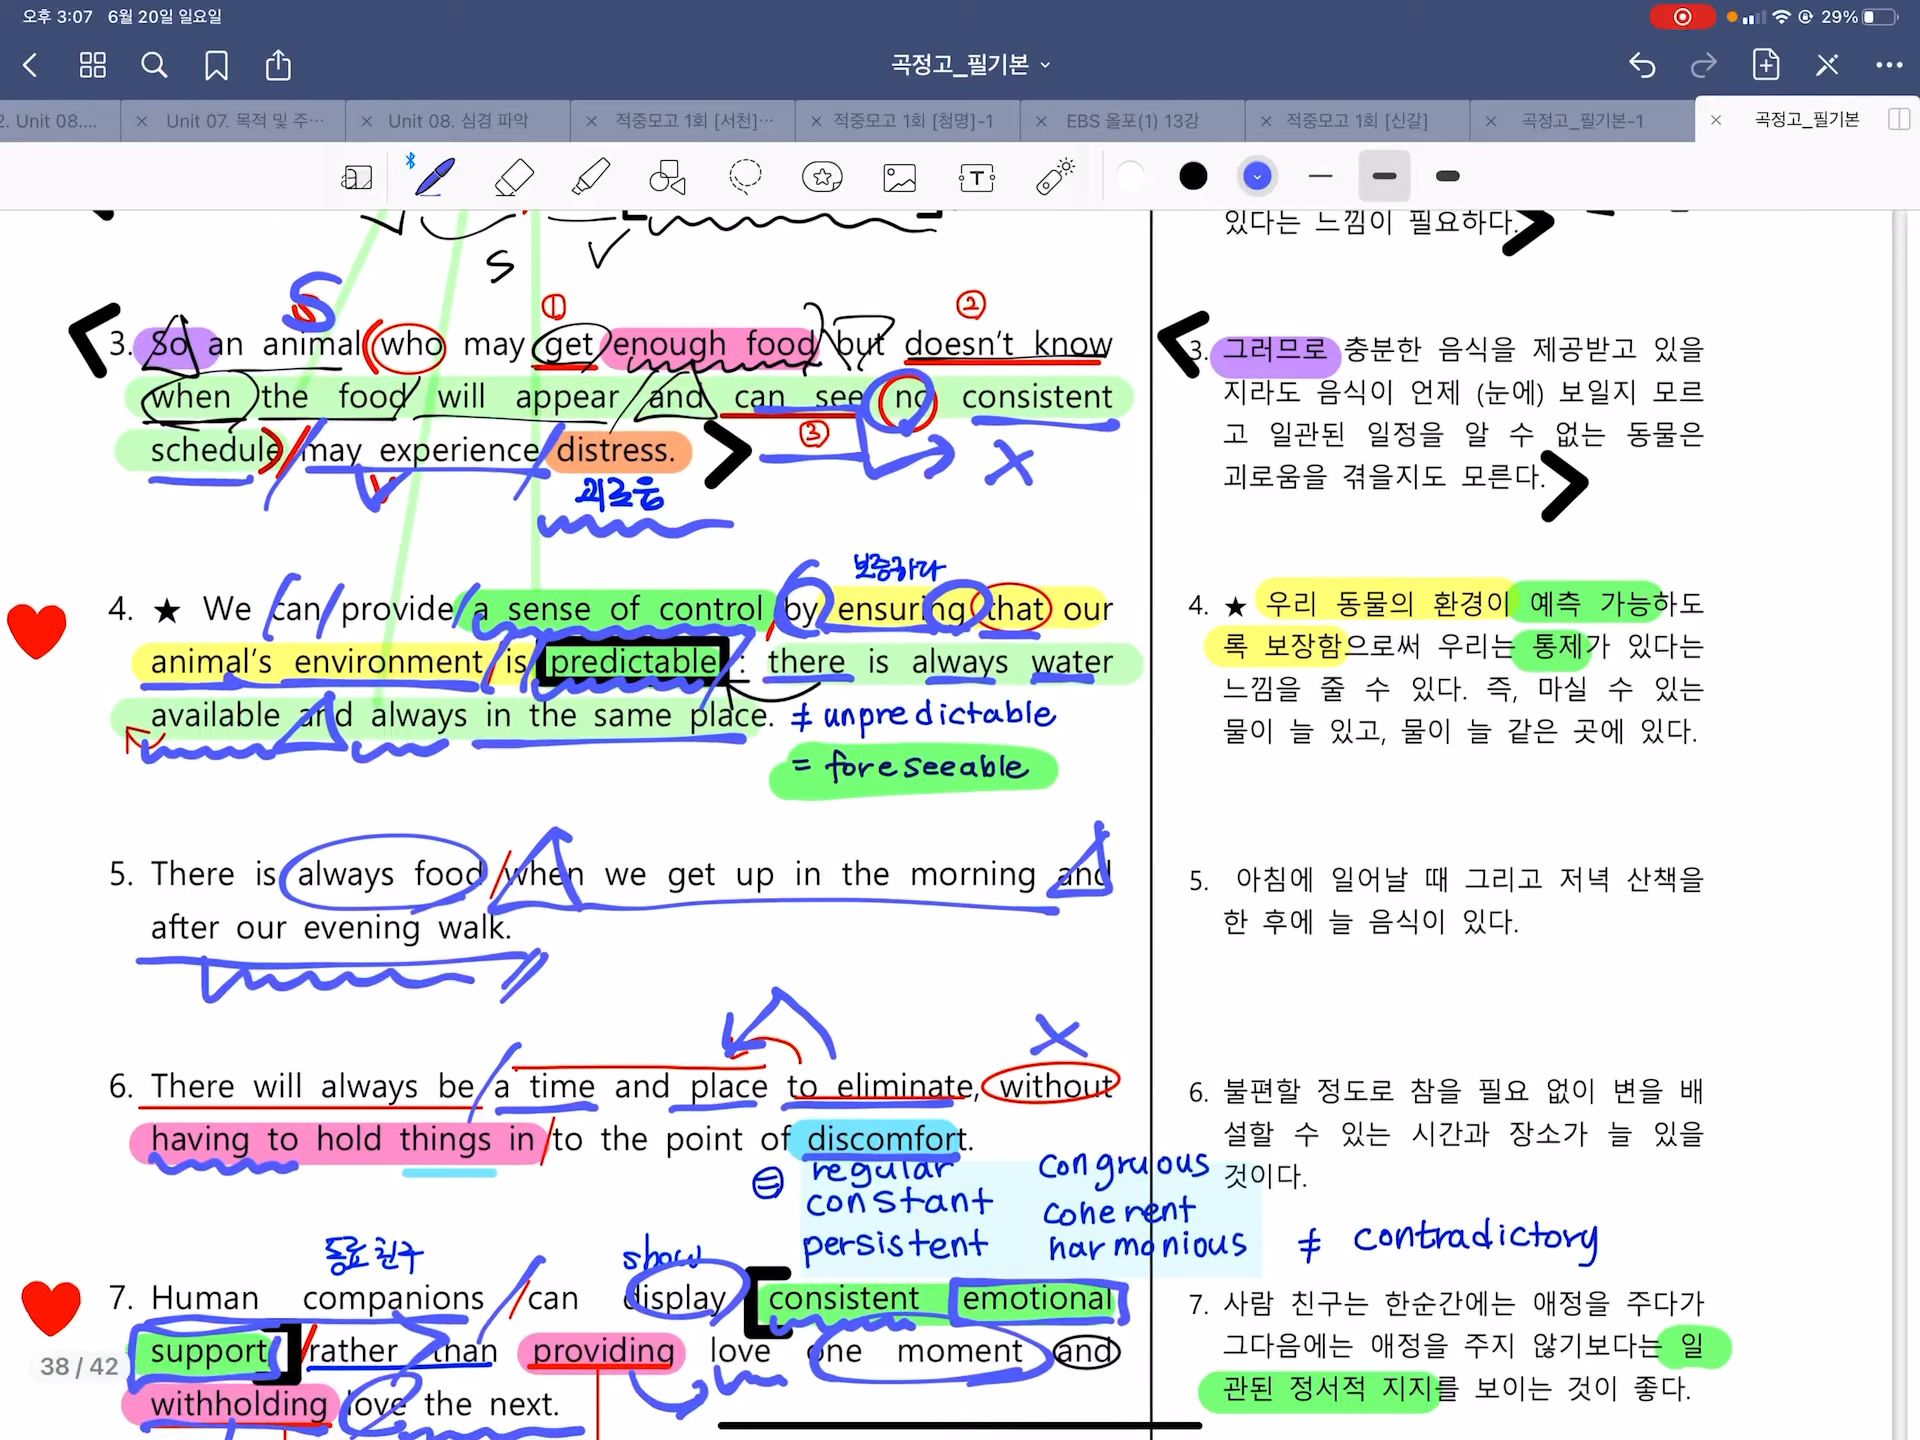 오후 3:07 6월 20일 일요일
29%
곡정고_필기본
2. Unit 08....
Unit 07. 목적 및 주···
Unit 08. 심경 파악
적중모고 1회 [서천]···
적중모고 1회 [청명]-1
EBS 올포(1) 13강
적중모고 1회 [신갈]
곡정고_필기본-1
곡정고_필기본
S
V
S
①
②
3. So an animal who may get enough food but doesn't know
when the food will appear and can see no consistent
schedule may experience distress.
③
X
V
괴로움
보증하다
4. ★ We can provide a sense of control by ensuring that our
animal's environment is predictable : there is always water
available and always in the same place.
≠ unpredictable
= foreseeable
5. There is always food when we get up in the morning and
after our evening walk.
X
6. There will always be a time and place to eliminate, without
having to hold things in to the point of discomfort.
= regular congruous
constant coherent
persistent harmonious
≠ contradictory
동료 친구
show
7. Human companions can display consistent emotional
support rather than providing love one moment and
withholding love the next.
38 / 42
있다는 느낌이 필요하다.
3. 그러므로 충분한 음식을 제공받고 있을
지라도 음식이 언제 (눈에) 보일지 모르
고 일관된 일정을 알 수 없는 동물은
괴로움을 겪을지도 모른다.
4. ★ 우리 동물의 환경이 예측 가능하도
록 보장함으로써 우리는 통제가 있다는
느낌을 줄 수 있다. 즉, 마실 수 있는
물이 늘 있고, 물이 늘 같은 곳에 있다.
5. 아침에 일어날 때 그리고 저녁 산책을
한 후에 늘 음식이 있다.
6. 불편할 정도로 참을 필요 없이 변을 배
설할 수 있는 시간과 장소가 늘 있을
것이다.
7. 사람 친구는 한순간에는 애정을 주다가
그다음에는 애정을 주지 않기보다는 일
관된 정서적 지지를 보이는 것이 좋다.